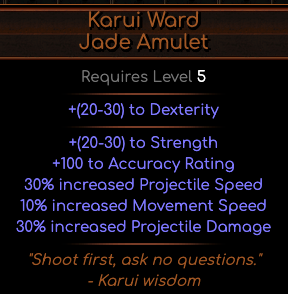 Karui Ward
Jade Amulet
Requires Level 5
+(20-30) to Dexterity
+(20-30) to Strength
+100 to Accuracy Rating
30% increased Projectile Speed
10% increased Movement Speed
30% increased Projectile Damage
"Shoot first, ask no questions."
- Karui wisdom